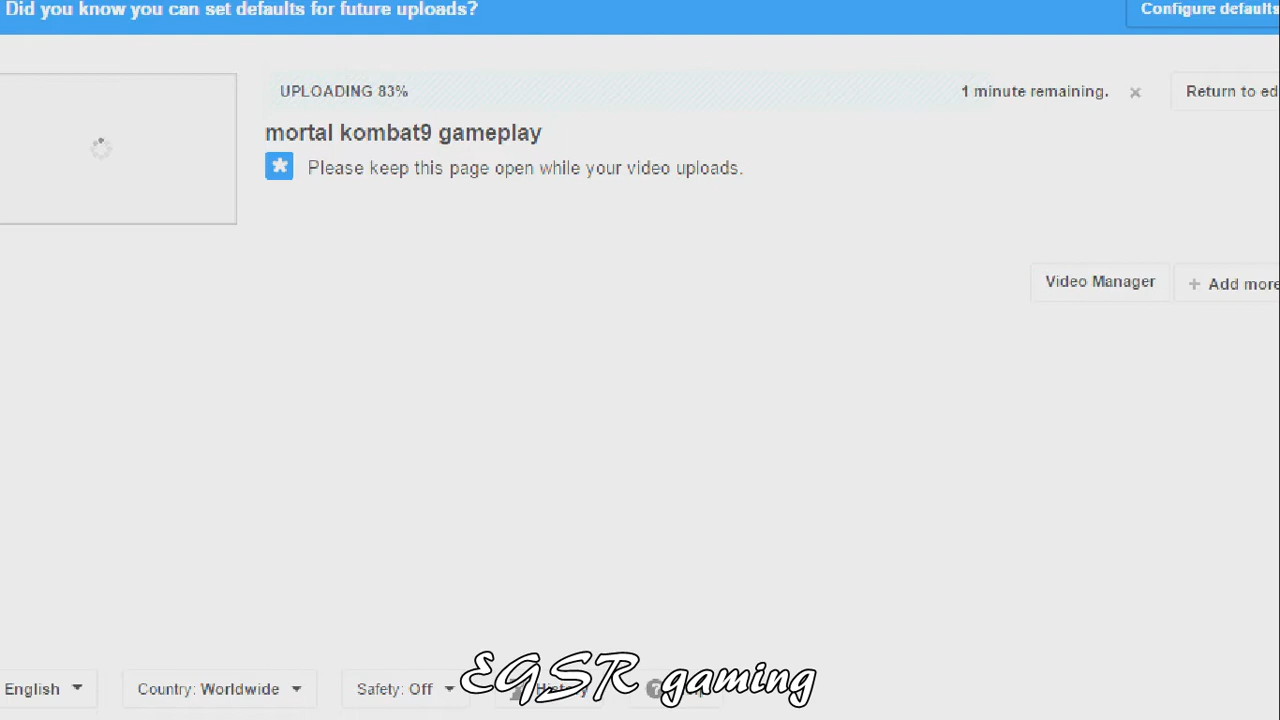 Did you know you can set defaults for future uploads?
Configure defaults
UPLOADING 83%
1 minute remaining.
Return to ed
mortal kombat9 gameplay
Please keep this page open while your video uploads.
Video Manager
+ Add more
English
Country: Worldwide
Safety: Off
History
EGSR gaming